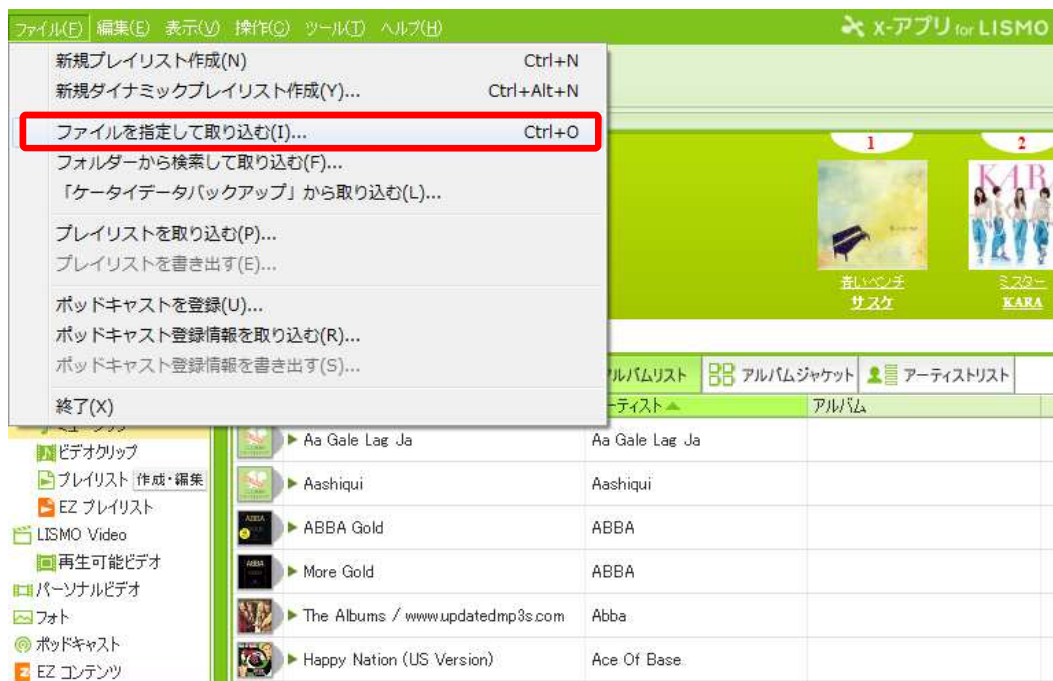 ファイル(F) 編集(E) 表示(V) 操作(C) ツール(T) ヘルプ(H)
X-アプリ for LISMO
新規プレイリスト作成(N) Ctrl+N
新規ダイナミックプレイリスト作成(Y)... Ctrl+Alt+N
ファイルを指定して取り込む(I)... Ctrl+O
フォルダーから検索して取り込む(F)...
「ケータイデータバックアップ」から取り込む(L)...
プレイリストを取り込む(P)...
プレイリストを書き出す(E)...
ポッドキャストを登録(U)...
ポッドキャスト登録情報を取り込む(R)...
ポッドキャスト登録情報を書き出す(S)...
終了(X)
1 2
KARA
青いベンチ ミスター
サスケ KARA
アルバムリスト アルバムジャケット アーティストリスト
ーティスト アルバム
ミュージック
ビデオクリップ
プレイリスト 作成・編集
EZ プレイリスト
LISMO Video
再生可能ビデオ
パーソナルビデオ
フォト
ポッドキャスト
EZ コンテンツ
Aa Gale Lag Ja Aa Gale Lag Ja
Aashiqui Aashiqui
ABBA Gold ABBA
More Gold ABBA
The Albums / www.updatedmp3s.com Abba
Happy Nation (US Version) Ace Of Base